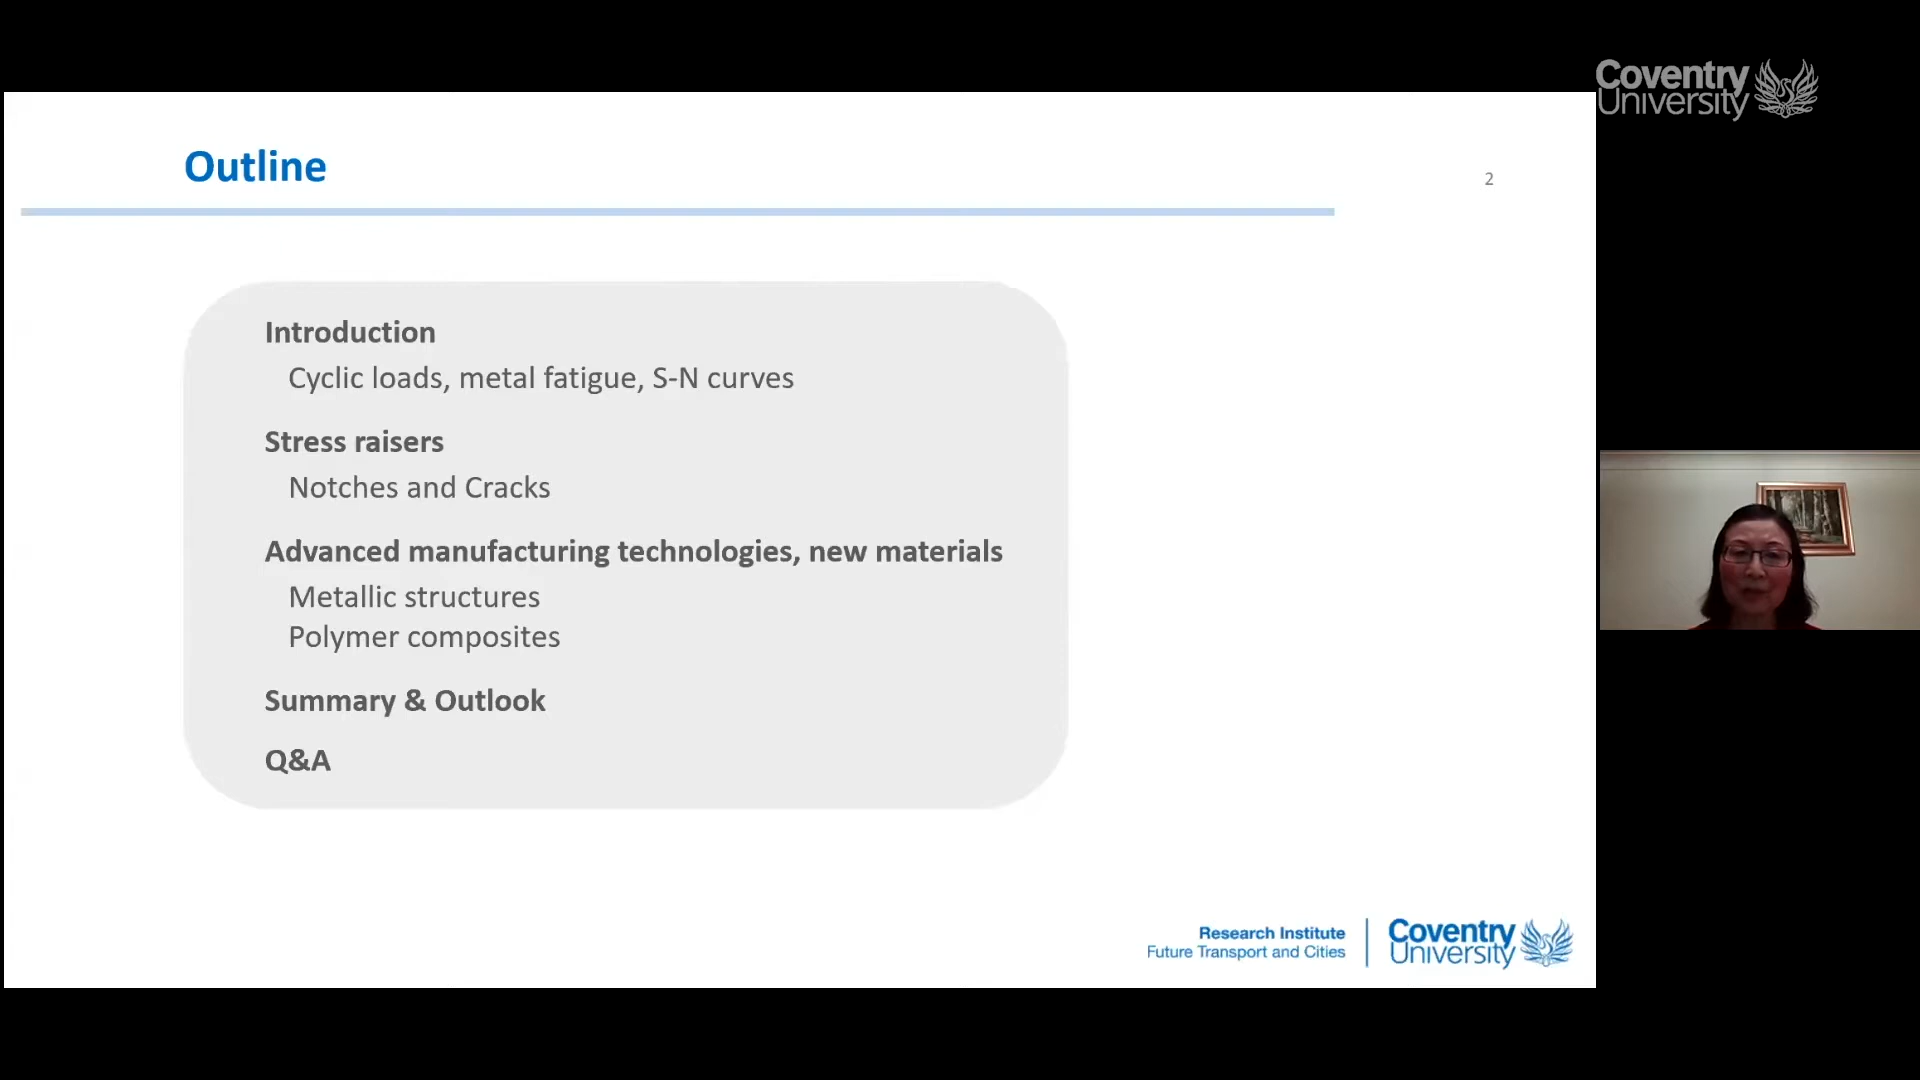 Coventry
University
Outline
2
Introduction
Cyclic loads, metal fatigue, S-N curves
Stress raisers
Notches and Cracks
Advanced manufacturing technologies, new materials
Metallic structures
Polymer composites
Summary & Outlook
Q&A
Research Institute
Future Transport and Cities
Coventry
University